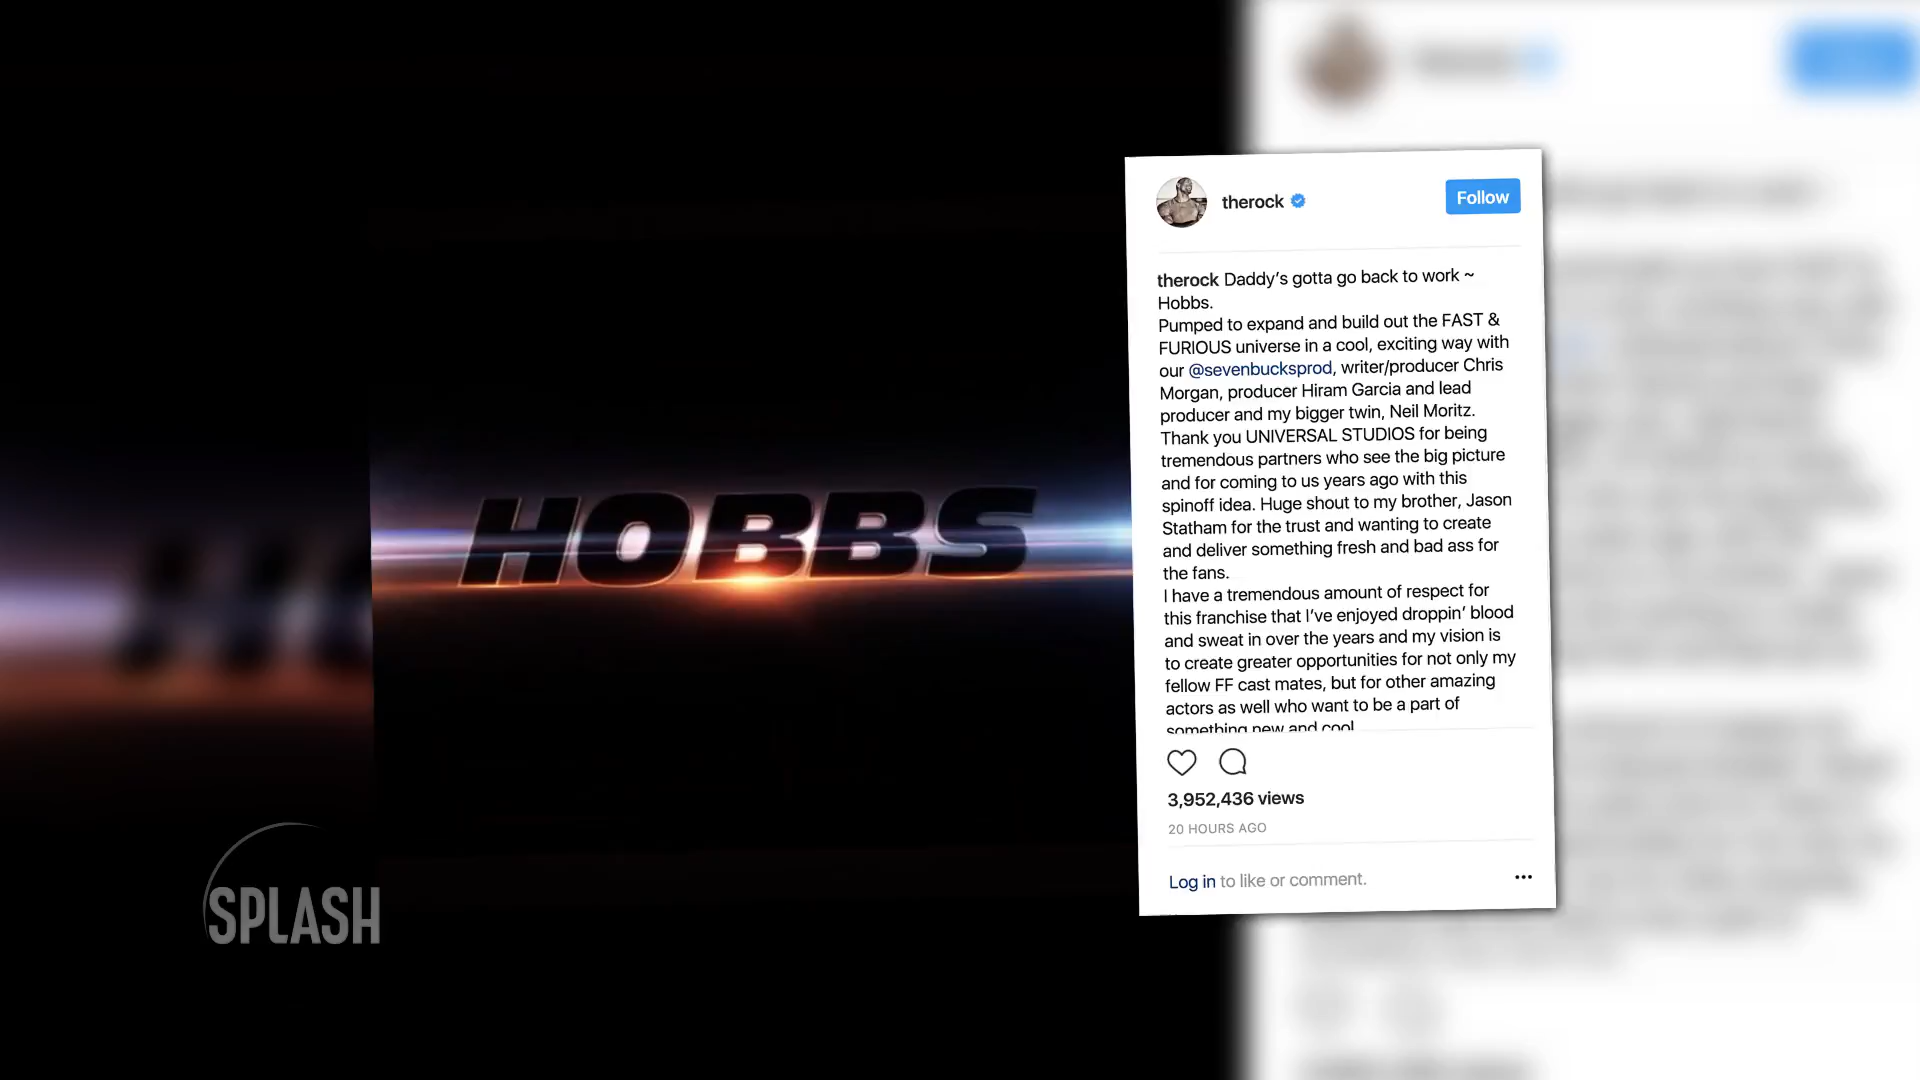 HOBBS
SPLASH
therock
Follow
therock Daddy’s gotta go back to work ~
Hobbs.
Pumped to expand and build out the FAST &
FURIOUS universe in a cool, exciting way with
our @sevenbucksprod, writer/producer Chris
Morgan, producer Hiram Garcia and lead
producer and my bigger twin, Neil Moritz.
Thank you UNIVERSAL STUDIOS for being
tremendous partners who see the big picture
and for coming to us years ago with this
spinoff idea. Huge shout to my brother, Jason
Statham for the trust and wanting to create
and deliver something fresh and bad ass for
the fans.
I have a tremendous amount of respect for
this franchise that I’ve enjoyed droppin’ blood
and sweat in over the years and my vision is
to create greater opportunities for not only my
fellow FF cast mates, but for other amazing
actors as well who want to be a part of
something new and cool
3,952,436 views
20 HOURS AGO
Log in to like or comment.